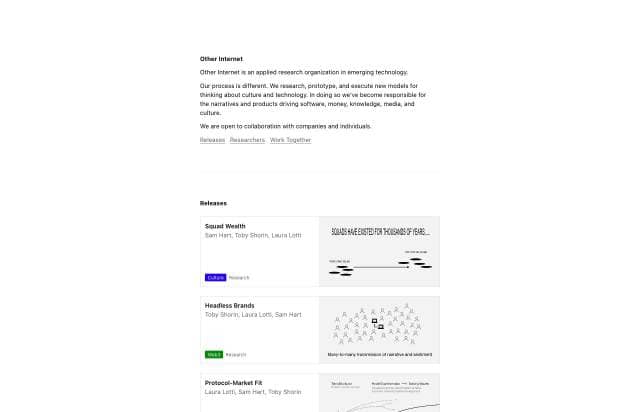 Other Internet
Other Internet is an applied research organization in emerging technology.
Our process is different. We research, prototype, and execute new models for
thinking about culture and technology. In doing so we've become responsible for
the narratives and products driving software, money, knowledge, media, and
culture.
We are open to collaboration with companies and individuals.
Releases Researchers Work Together
Releases
Squad Wealth
Sam Hart, Toby Shorin, Laura Lotti
SQUADS HAVE EXISTED FOR THOUSANDS OF YEARS....
Culture Research
Headless Brands
Toby Shorin, Laura Lotti, Sam Hart
Many-to-many transmission of narrative and sentiment
Web3 Research
Protocol-Market Fit
Laura Lotti, Sam Hart, Toby Shorin